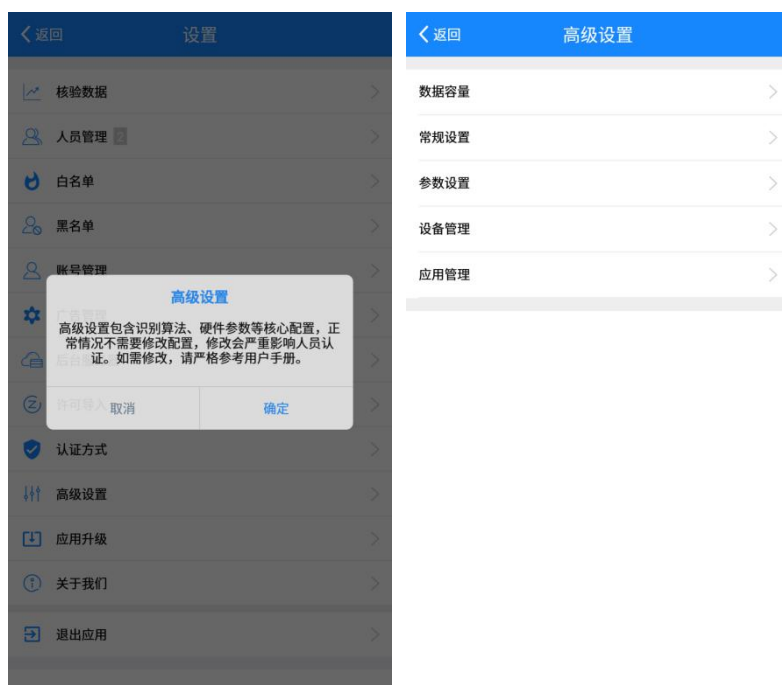 返回
设置
核验数据
人员管理 2
白名单
黑名单
账号管理
高级设置
高级设置包含识别算法、硬件参数等核心配置，正
常情况不需要修改配置，修改会严重影响人员认
证。如需修改，请严格参考用户手册。
取消
确定
许可导入
认证方式
高级设置
应用升级
关于我们
退出应用
返回
高级设置
数据容量
常规设置
参数设置
设备管理
应用管理